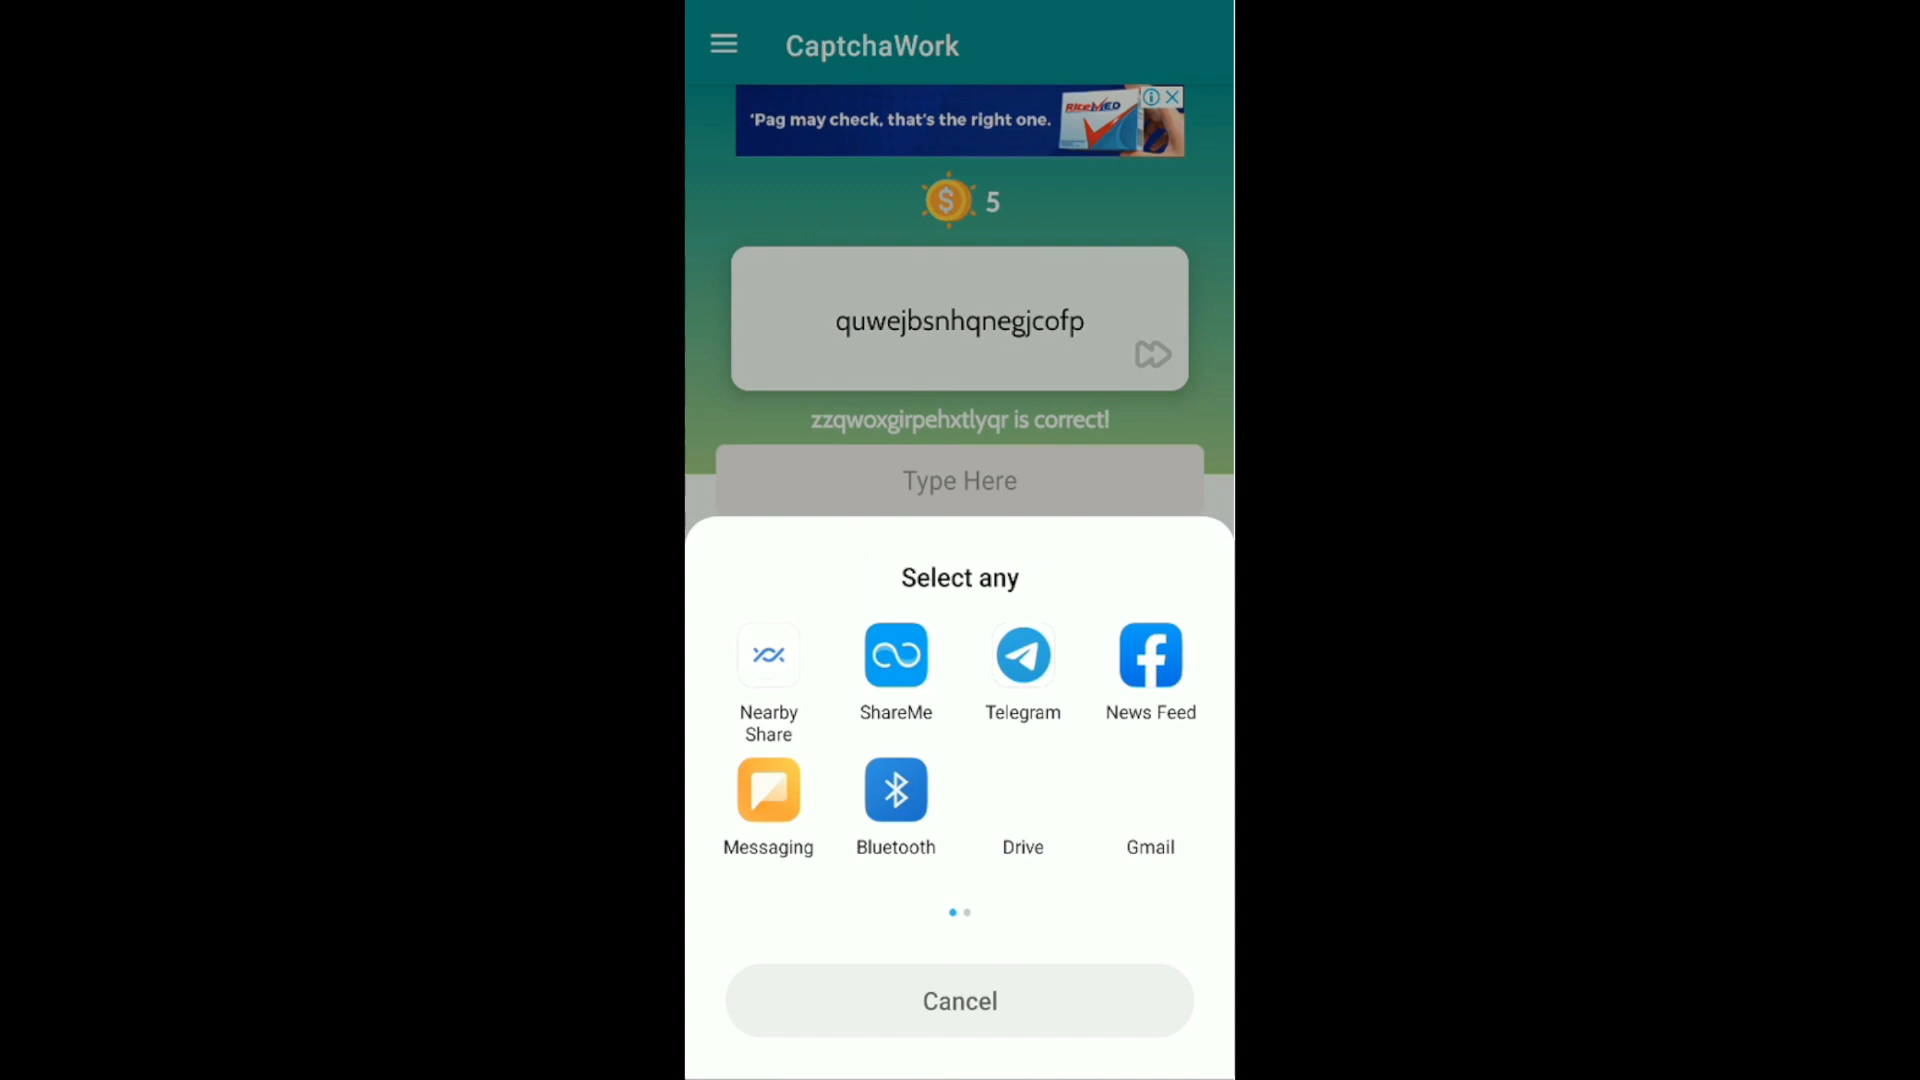 CaptchaWork
'Pag may check, that's the right one.
RiteMED
5
quwejbsnhqnegjcofp
zzqwoxgirpehxtlyqr is correct!
Type Here
Select any
Nearby Share
ShareMe
Telegram
News Feed
Messaging
Bluetooth
Drive
Gmail
Cancel